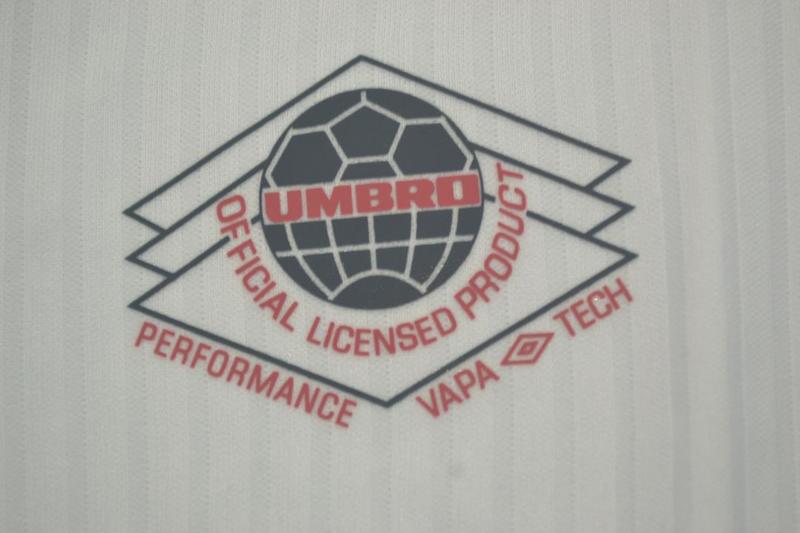 UMBRO
OFFICIAL LICENSED PRODUCT
PERFORMANCE
VAPA TECH